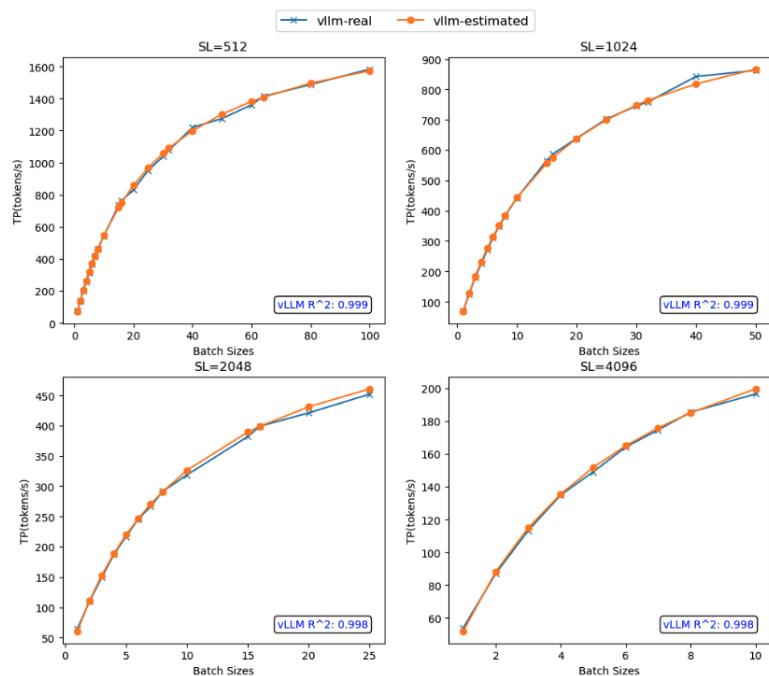 vllm-real vllm-estimated
SL=512
TP(tokens/s)
1600
1400
1200
1000
800
600
400
200
0
vLLM R^2: 0.999
0 20 40 60 80 100
Batch Sizes
SL=1024
TP(tokens/s)
900
800
700
600
500
400
300
200
100
vLLM R^2: 0.999
0 10 20 30 40 50
Batch Sizes
SL=2048
TP(tokens/s)
450
400
350
300
250
200
150
100
50
vLLM R^2: 0.998
0 5 10 15 20 25
Batch Sizes
SL=4096
TP(tokens/s)
200
180
160
140
120
100
80
60
vLLM R^2: 0.998
2 4 6 8 10
Batch Sizes